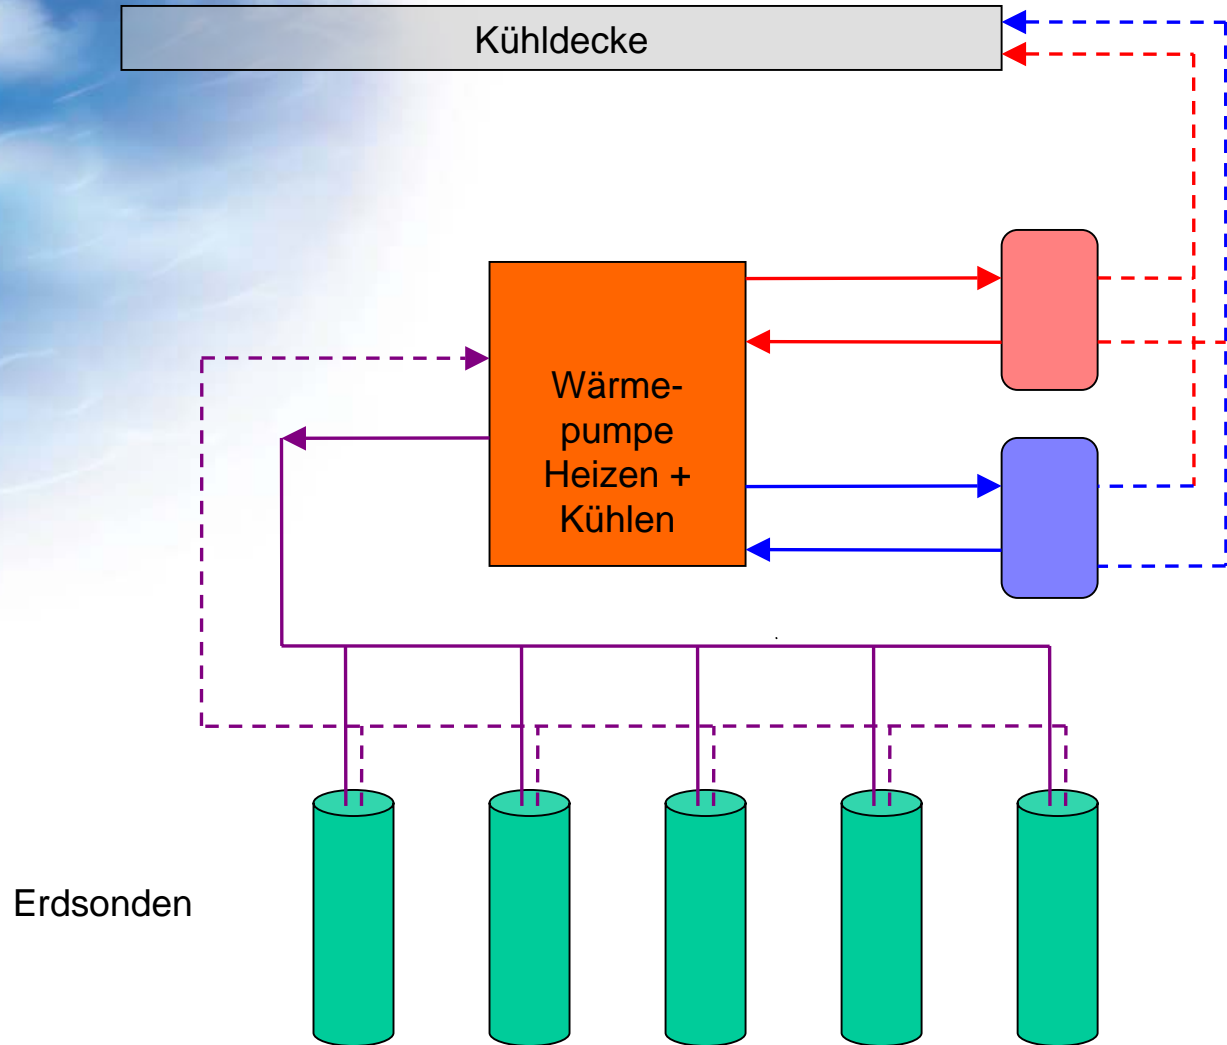 Kühldecke
Wärme-
pumpe
Heizen +
Kühlen
Erdsonden